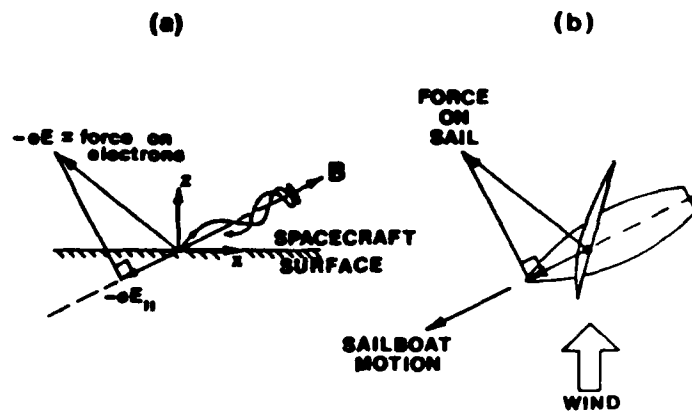 (a)
(b)
-eE = force on
electrons
z
B
SPACECRAFT
x
SURFACE
-eE||
FORCE
ON
SAIL
SAILBOAT
MOTION
WIND